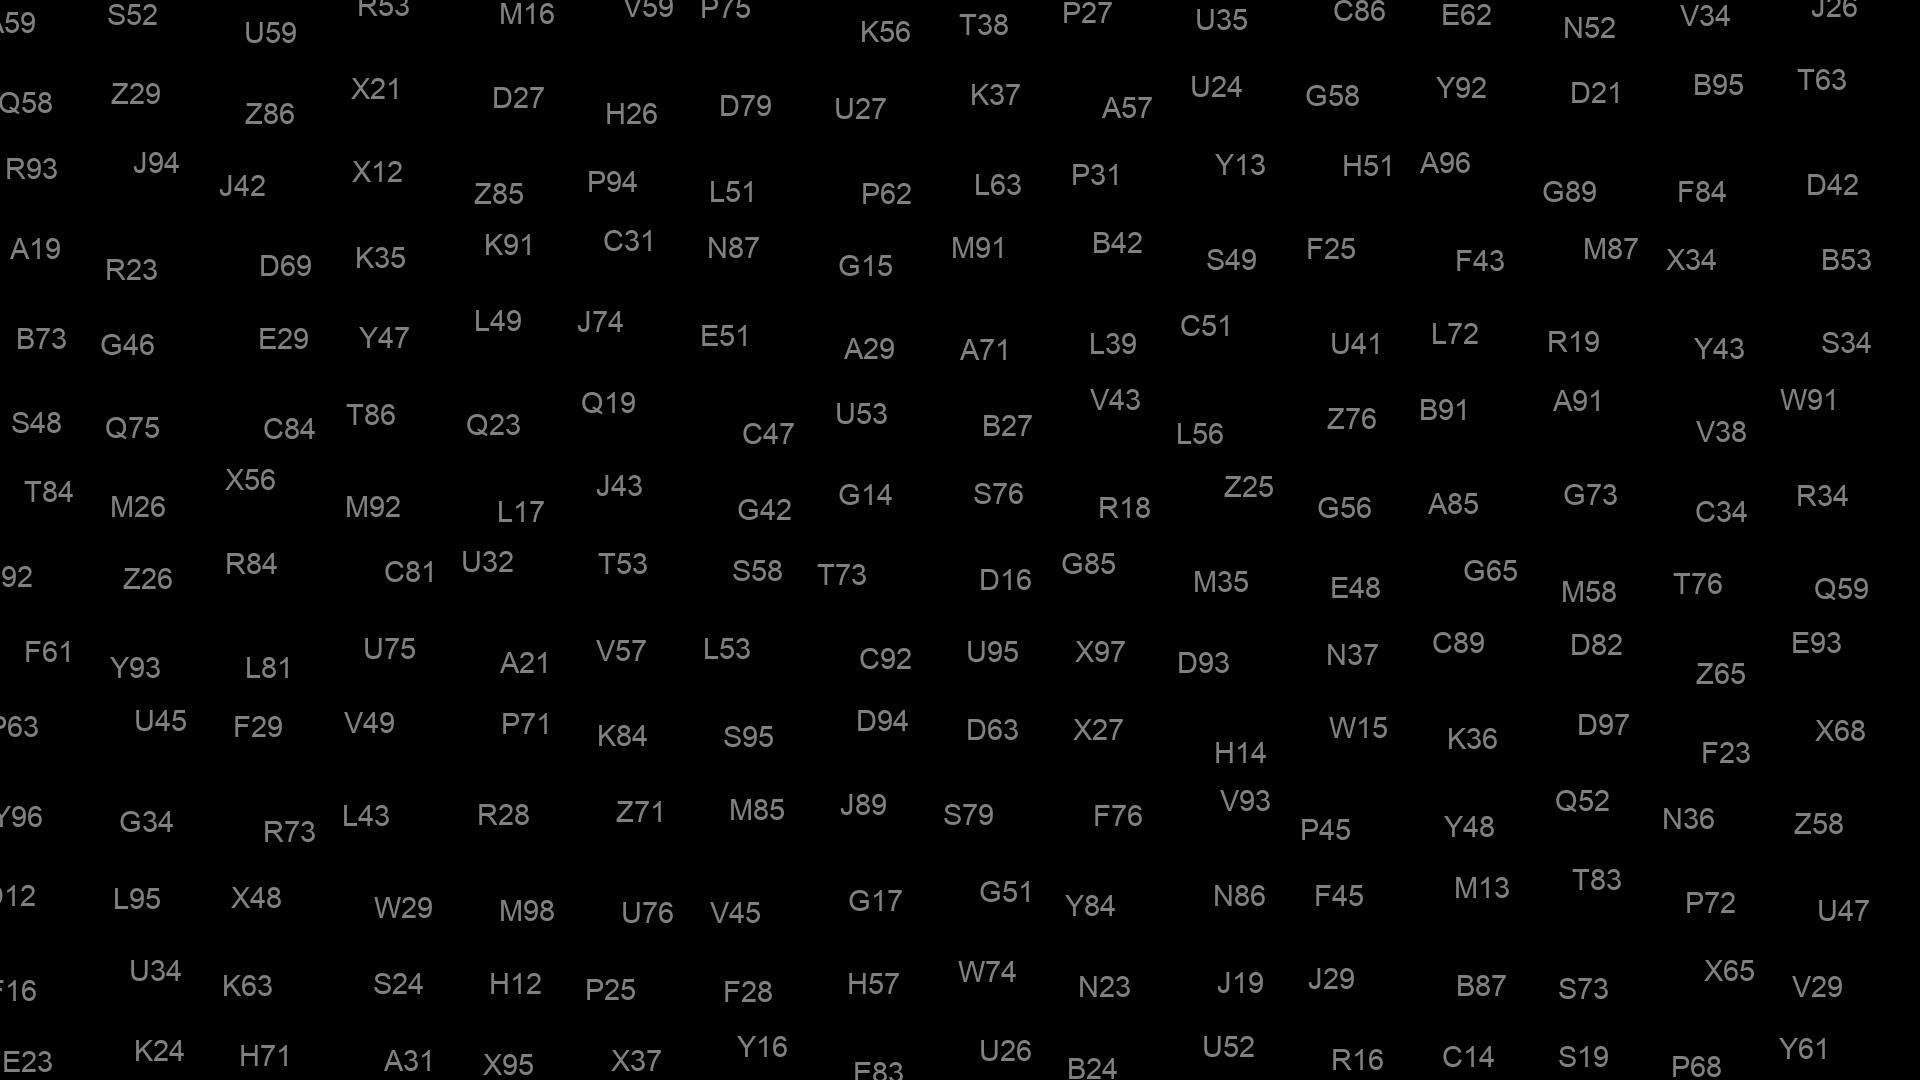 A59 S52 U59 R53 M16 V59 P75 K56 T38 P27 U35 C86 E62 N52 V34 J26
Q58 Z29 Z86 X21 D27 H26 D79 U27 K37 A57 U24 G58 Y92 D21 B95 T63
R93 J94 J42 X12 Z85 P94 L51 P62 L63 P31 Y13 H51 A96 G89 F84 D42
A19 R23 D69 K35 K91 C31 N87 G15 M91 B42 S49 F25 F43 M87 X34 B53
B73 G46 E29 Y47 L49 J74 E51 A29 A71 L39 C51 U41 L72 R19 Y43 S34
S48 Q75 C84 T86 Q23 Q19 C47 U53 B27 V43 L56 Z76 B91 A91 V38 W91
T84 M26 X56 M92 L17 J43 G42 G14 S76 R18 Z25 G56 A85 G73 C34 R34
92 Z26 R84 C81 U32 T53 S58 T73 D16 G85 M35 E48 G65 M58 T76 Q59
F61 Y93 L81 U75 A21 V57 L53 C92 U95 X97 D93 N37 C89 D82 Z65 E93
P63 U45 F29 V49 P71 K84 S95 D94 D63 X27 H14 W15 K36 D97 F23 X68
Y96 G34 R73 L43 R28 Z71 M85 J89 S79 F76 V93 P45 Y48 Q52 N36 Z58
12 L95 X48 W29 M98 U76 V45 G17 G51 Y84 N86 F45 M13 T83 P72 U47
16 U34 K63 S24 H12 P25 F28 H57 W74 N23 J19 J29 B87 S73 X65 V29
E23 K24 H71 A31 X95 X37 Y16 U26 B24 U52 R16 C14 S19 P68 Y61